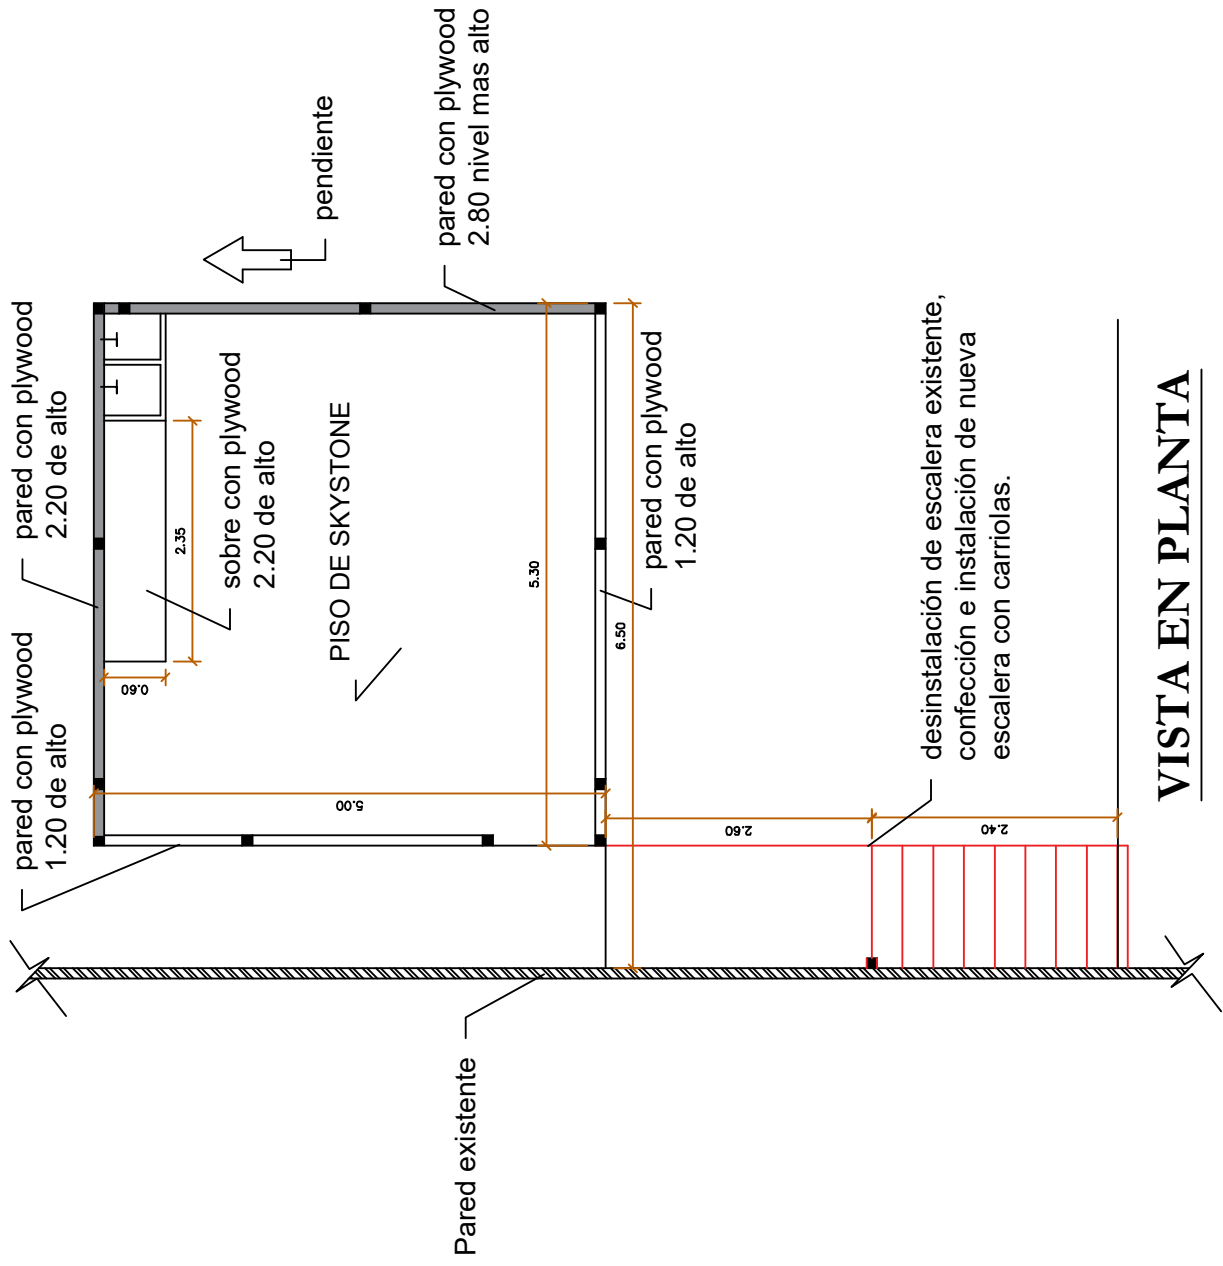 pared con plywood
1.20 de alto
pared con plywood
2.20 de alto
pendiente
pared con plywood
2.80 nivel mas alto
0.60
2.35
sobre con plywood
2.20 de alto
PISO DE SKYSTONE
5.00
5.30
6.50
pared con plywood
1.20 de alto
2.60
2.40
desinstalación de escalera existente,
confección e instalación de nueva
escalera con carriolas.
Pared existente
VISTA EN PLANTA